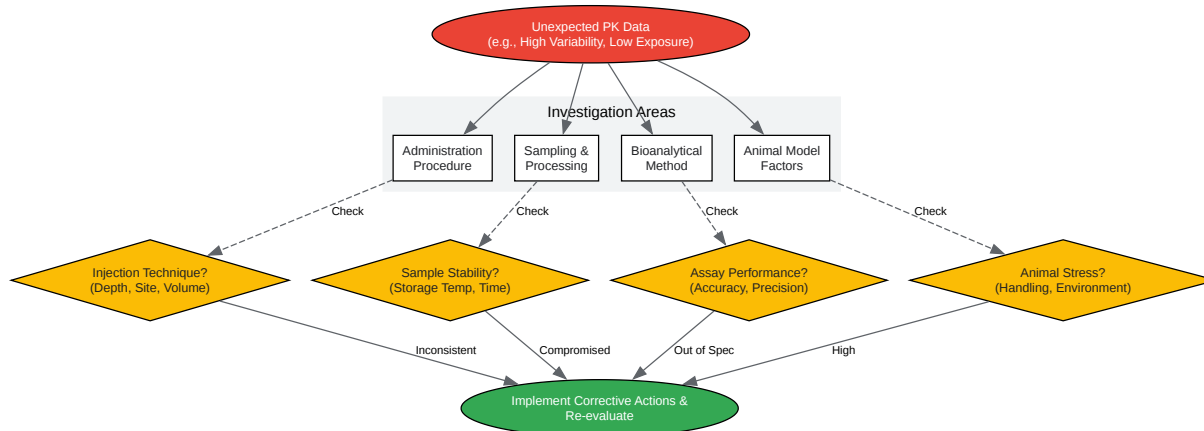 Unexpected PK Data
(e.g., High Variability, Low Exposure)
Investigation Areas
Administration
Procedure
Sampling &
Processing
Bioanalytical
Method
Animal Model
Factors
Check
Check
Check
Check
Injection Technique?
(Depth, Site, Volume)
Sample Stability?
(Storage Temp, Time)
Assay Performance?
(Accuracy, Precision)
Animal Stress?
(Handling, Environment)
Inconsistent
Compromised
Out of Spec
High
Implement Corrective Actions &
Re-evaluate